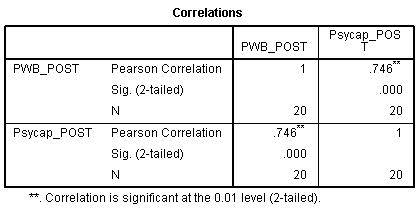 Correlations
PWB_POST Psycap_POS
T
PWB_POST Pearson Correlation 1 .746**
Sig. (2-tailed) .000
N 20 20
Psycap_POST Pearson Correlation .746** 1
Sig. (2-tailed) .000
N 20 20
**. Correlation is significant at the 0.01 level (2-tailed).